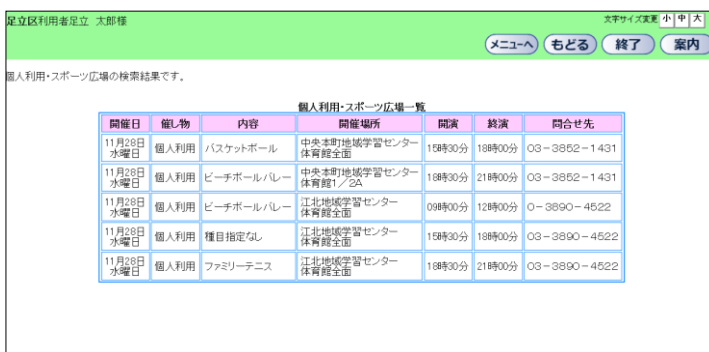 足立区利用者足立 太郎様
文字サイズ変更 小 中 大
メニューへ もどる 終了 案内
個人利用・スポーツ広場の検索結果です。
個人利用・スポーツ広場一覧
開催日 催し物 内容 開催場所 開演 終演 問合せ先
11月28日
水曜日 個人利用 バスケットボール 中央本町地域学習センター
体育館全面 15時30分 18時00分 03-3852-1431
11月28日
水曜日 個人利用 ビーチボールバレー 中央本町地域学習センター
体育館1/2A 18時30分 21時00分 03-3852-1431
11月28日
水曜日 個人利用 ビーチボールバレー 江北地域学習センター
体育館全面 09時00分 12時00分 0-3890-4522
11月28日
水曜日 個人利用 種目指定なし 江北地域学習センター
体育館全面 15時30分 18時00分 03-3890-4522
11月28日
水曜日 個人利用 ファミリーテニス 江北地域学習センター
体育館全面 18時30分 21時00分 03-3890-4522